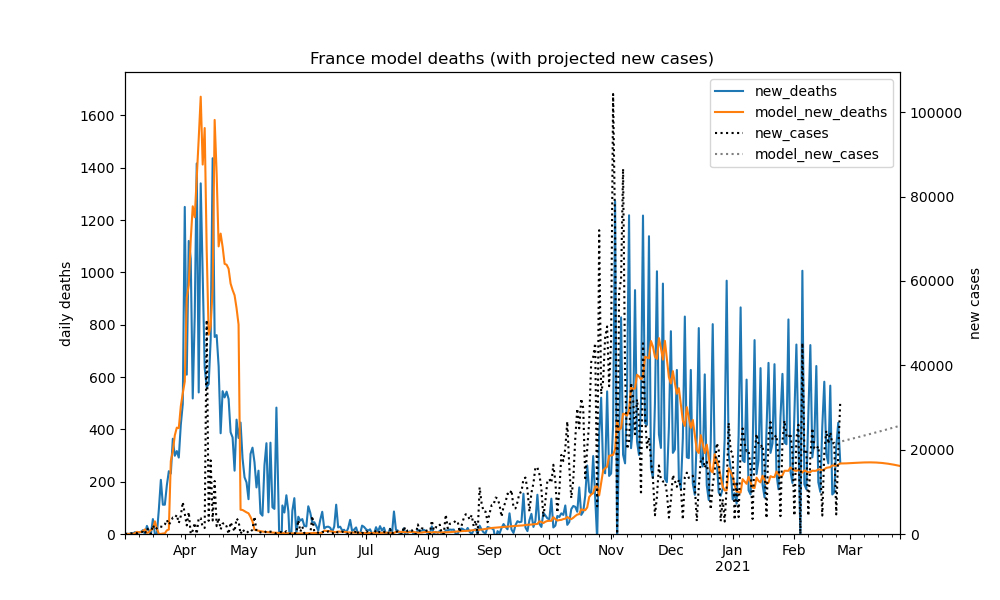 France model deaths (with projected new cases)
new_deaths
model_new_deaths
new_cases
model_new_cases
1600
1400
1200
1000
800
600
400
200
0
daily deaths
100000
80000
60000
40000
20000
0
new cases
Apr May Jun Jul Aug Sep Oct Nov Dec Jan Feb Mar
2021